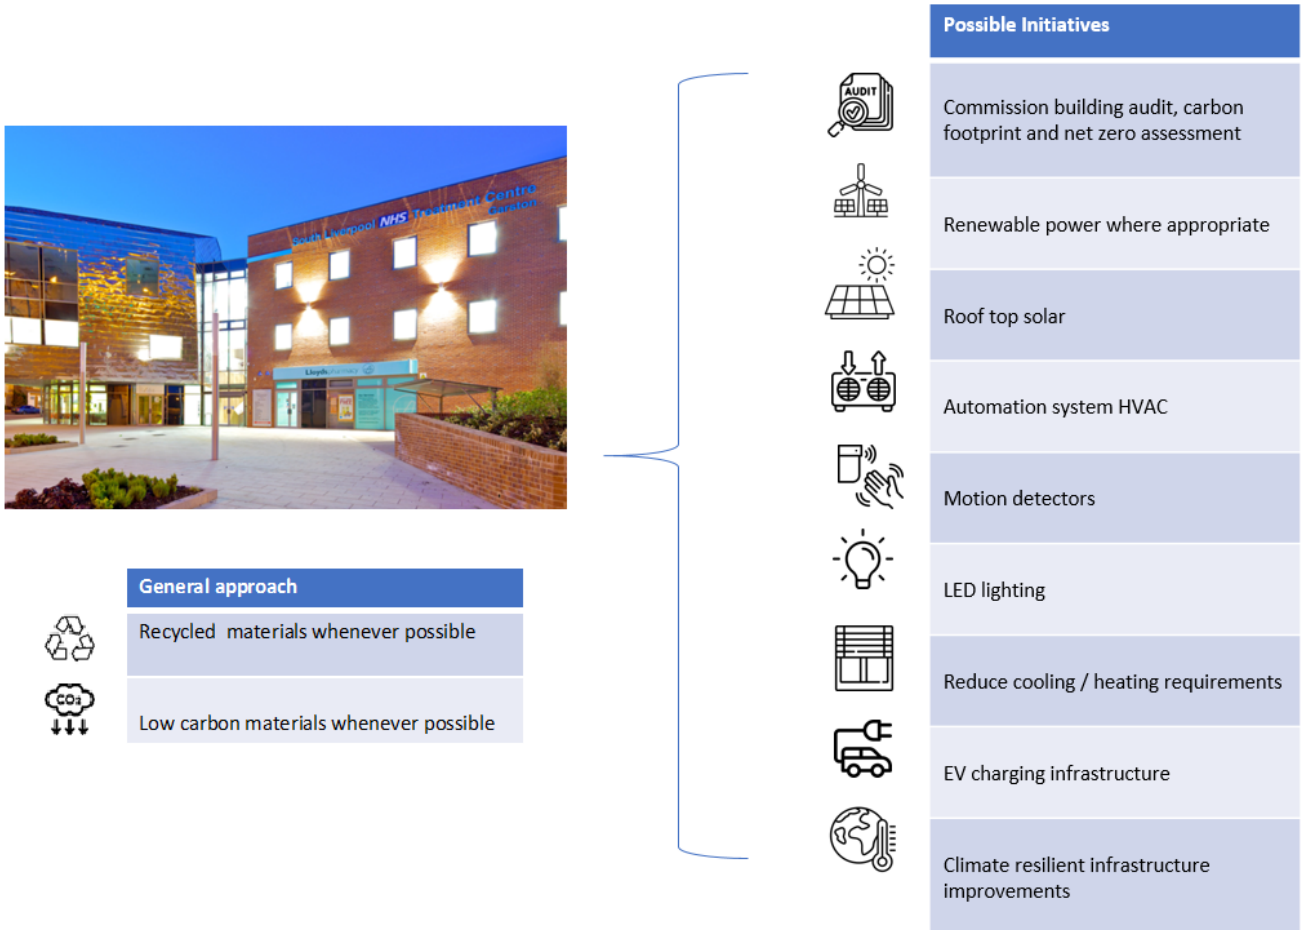 Possible Initiatives
AUDIT
Commission building audit, carbon
footprint and net zero assessment
Renewable power where appropriate
Roof top solar
Automation system HVAC
Motion detectors
LED lighting
Reduce cooling / heating requirements
EV charging infrastructure
Climate resilient infrastructure
improvements
South Liverpool NHS Treatment Centre
Garston
Lloydspharmacy
General approach
Recycled materials whenever possible
CO₂
Low carbon materials whenever possible